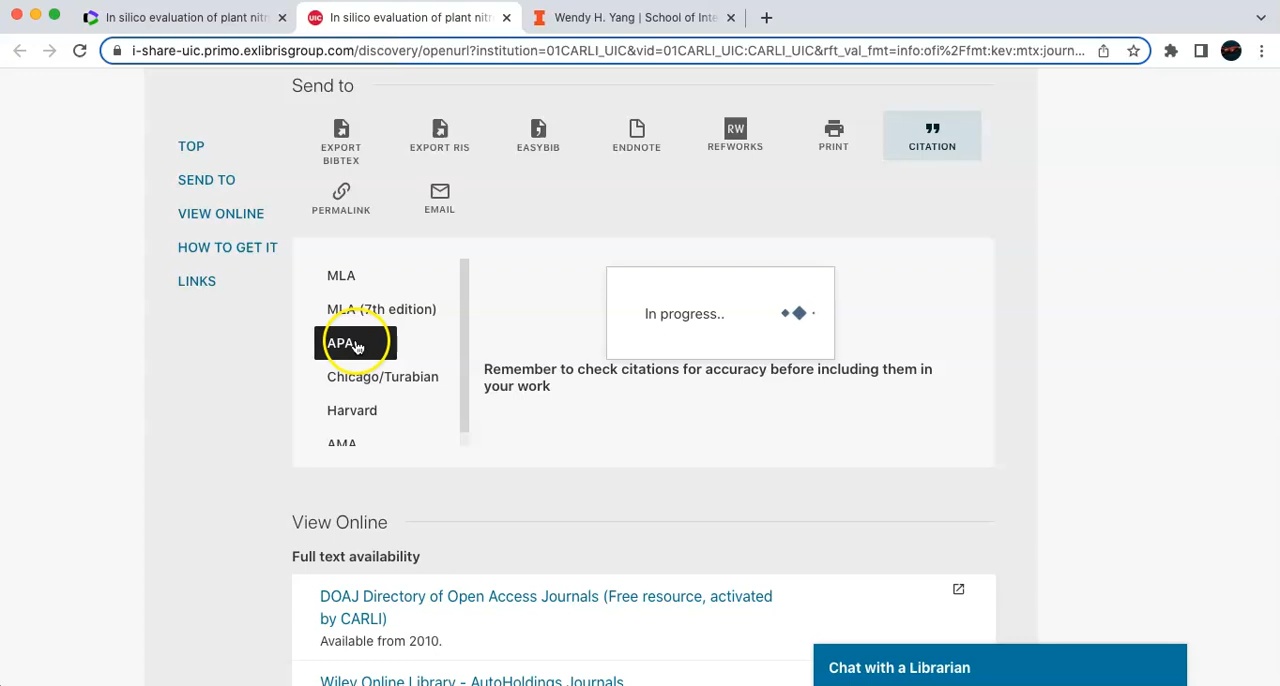 In silico evaluation of plant nitr
In silico evaluation of plant nitr
Wendy H. Yang | School of Inte
i-share-uic.primo.exlibrisgroup.com/discovery/openurl?institution=01CARLI_UIC&vid=01CARLI_UIC:CARLI_UIC&rft_val_fmt=info:ofi%2Ffmt:kev:mtx:journ...
Send to
TOP
SEND TO
VIEW ONLINE
HOW TO GET IT
LINKS
EXPORT
BIBTEX
EXPORT RIS
EASYBIB
ENDNOTE
RW
REFWORKS
PRINT
CITATION
PERMALINK
EMAIL
MLA
MLA (7th edition)
APA
Chicago/Turabian
Harvard
AMA
In progress..
Remember to check citations for accuracy before including them in
your work
View Online
Full text availability
DOAJ Directory of Open Access Journals (Free resource, activated
by CARLI)
Available from 2010.
Wiley Online Library - AutoHoldings Journals
Chat with a Librarian